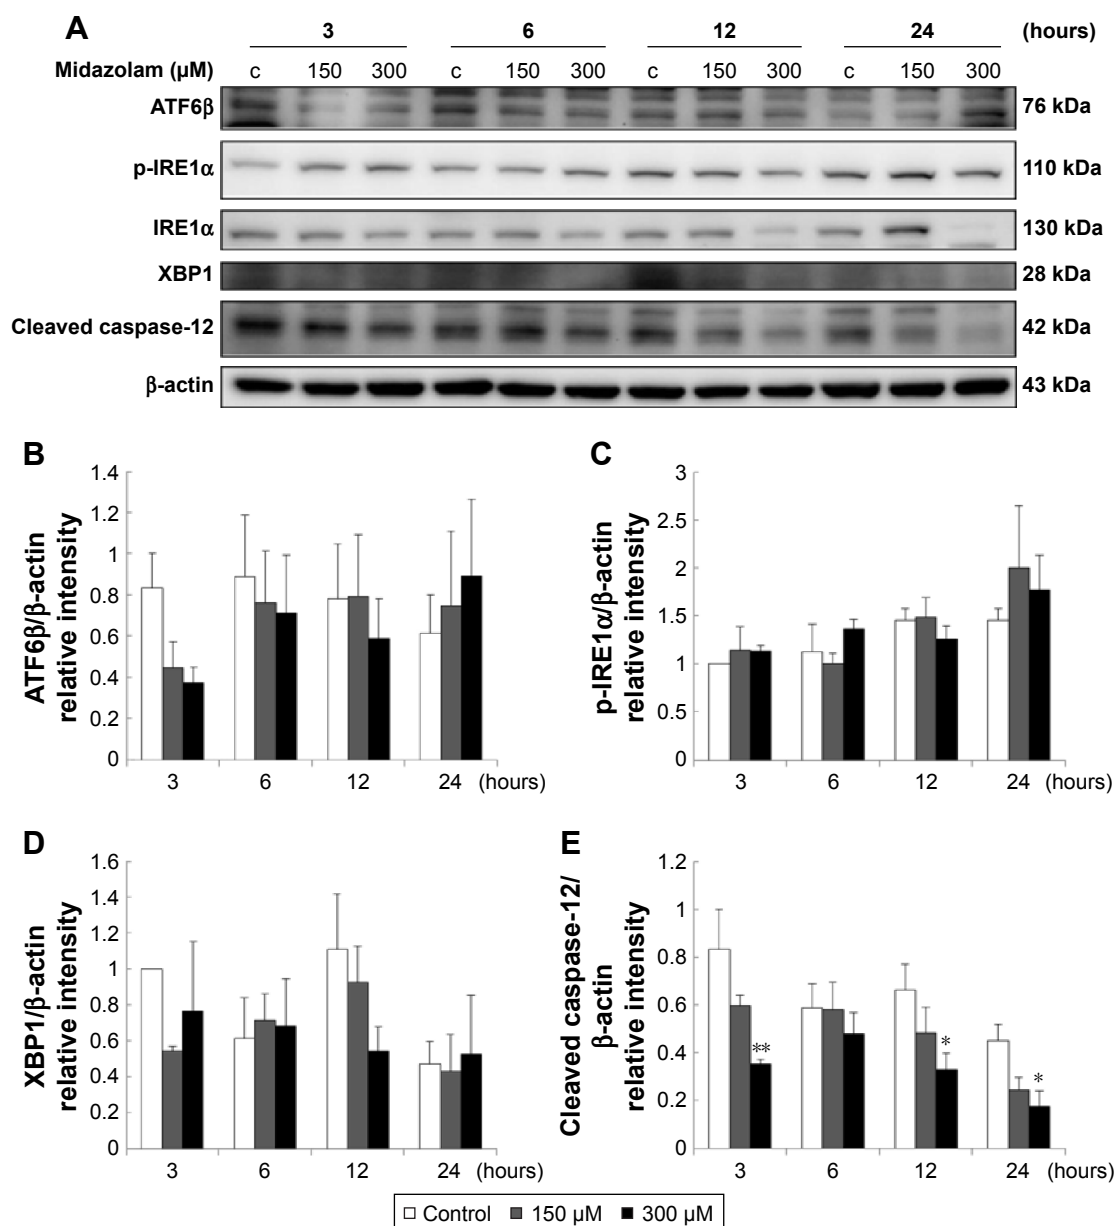 A
3 6 12 24 (hours)
Midazolam (µM) c 150 300 c 150 300 c 150 300 c 150 300
ATF6β 76 kDa
p-IRE1α 110 kDa
IRE1α 130 kDa
XBP1 28 kDa
Cleaved caspase-12 42 kDa
β-actin 43 kDa
B
ATF6β/β-actin
relative intensity
1.4
1.2
1
0.8
0.6
0.4
0.2
0
3 6 12 24 (hours)
C
p-IRE1α/β-actin
relative intensity
3
2.5
2
1.5
1
0.5
0
3 6 12 24 (hours)
D
XBP1/β-actin
relative intensity
1.6
1.4
1.2
1
0.8
0.6
0.4
0.2
0
3 6 12 24 (hours)
E
Cleaved caspase-12/
β-actin
relative intensity
1.2
1
0.8
0.6
0.4
0.2
0
**
*
*
3 6 12 24 (hours)
Control 150 µM 300 µM